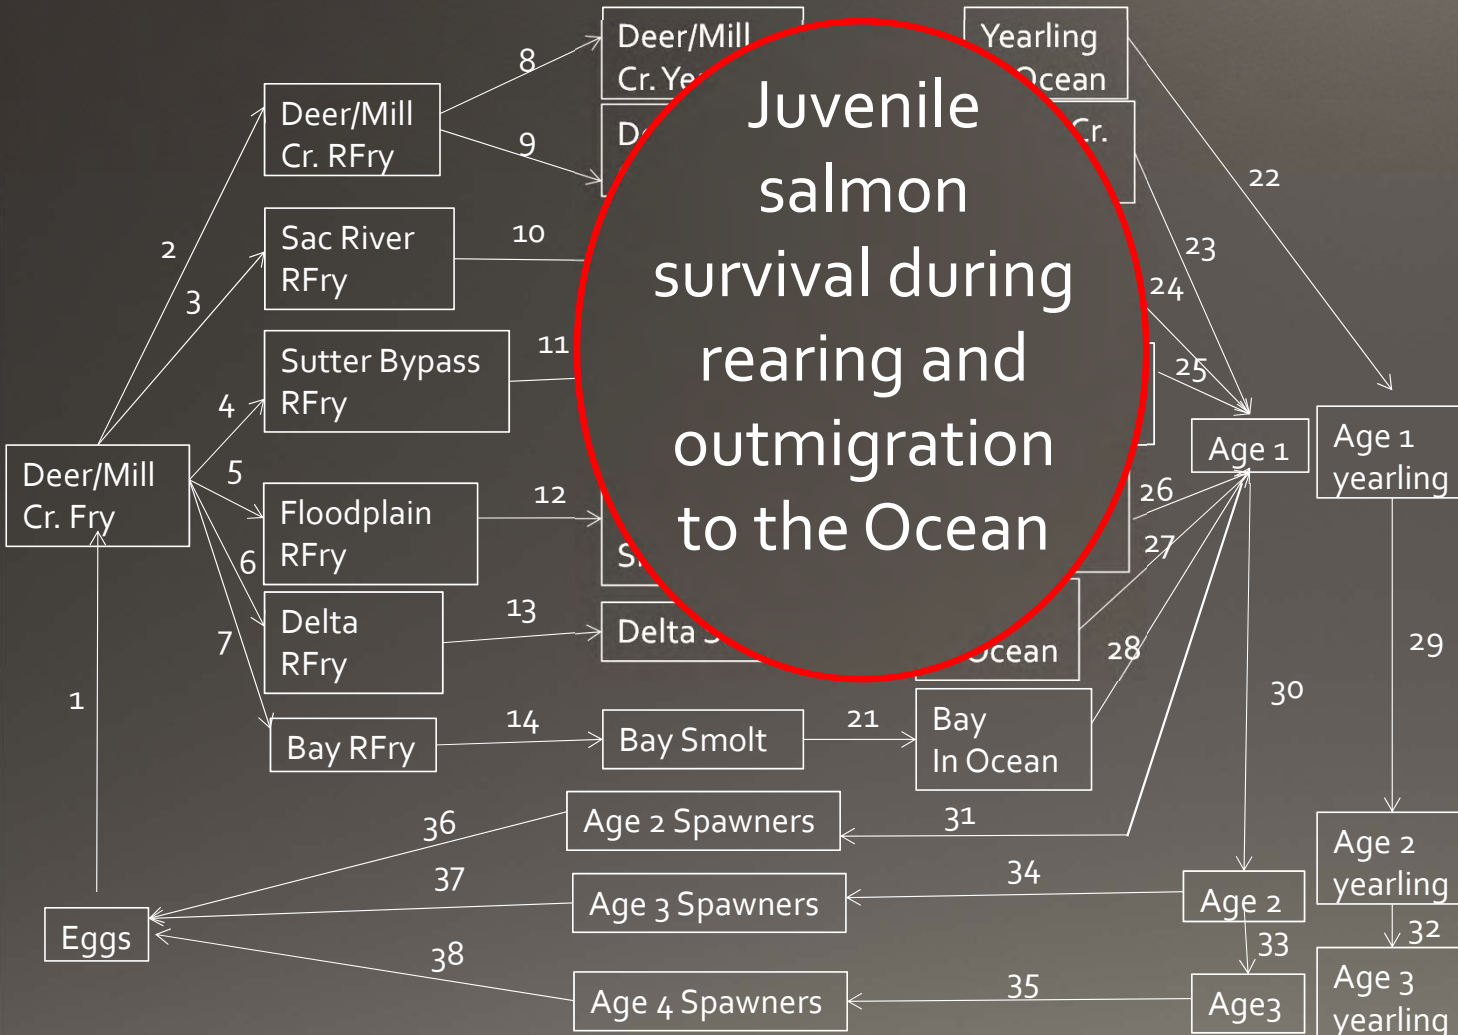 Deer/Mill
Cr. Ye
Yearling
Ocean
8
Deer/Mill
Cr. RFry
9
Cr.
2
3
Sac River
RFry
10
22
23
24
Sutter Bypass
RFry
11
25
4
Deer/Mill
Cr. Fry
5
Floodplain
RFry
12
26
27
Age 1
Age 1
yearling
6
Delta
RFry
13
Delta
Ocean
28
7
1
Bay RFry
14
Bay Smolt
21
Bay
In Ocean
29
30
Juvenile
salmon
survival during
rearing and
outmigration
to the Ocean
36
Age 2 Spawners
31
37
Age 3 Spawners
34
Age 2
Age 2
yearling
Eggs
38
Age 4 Spawners
35
33
32
Age3
Age 3
yearling